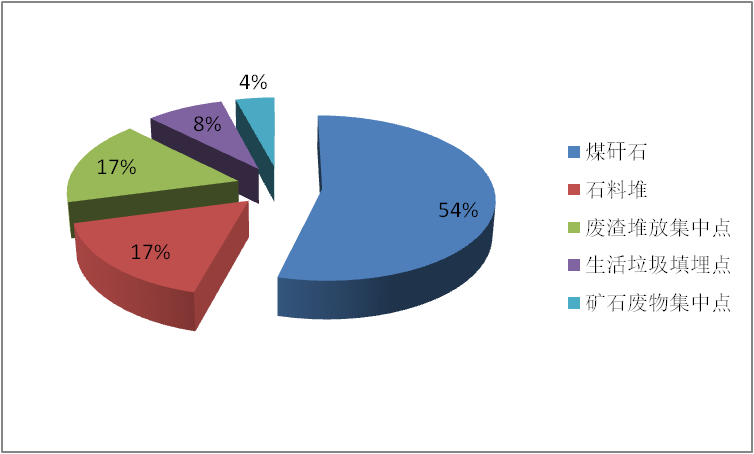 4%
8%
17%
54%
17%
煤矸石
石料堆
废渣堆放集中点
生活垃圾填埋点
矿石废物集中点